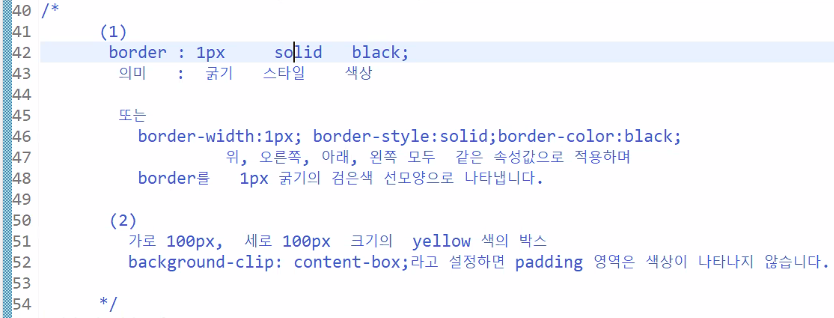 40 /*
41 (1)
42 border : 1px solid black;
43 의미 : 굵기 스타일 색상
44
45 또는
46 border-width:1px; border-style:solid;border-color:black;
47 위, 오른쪽, 아래, 왼쪽 모두 같은 속성값으로 적용하며
48 border를 1px 굵기의 검은색 선모양으로 나타냅니다.
49
50 (2)
51 가로 100px, 세로 100px 크기의 yellow 색의 박스
52 background-clip: content-box;라고 설정하면 padding 영역은 색상이 나타나지 않습니다.
53
54 */